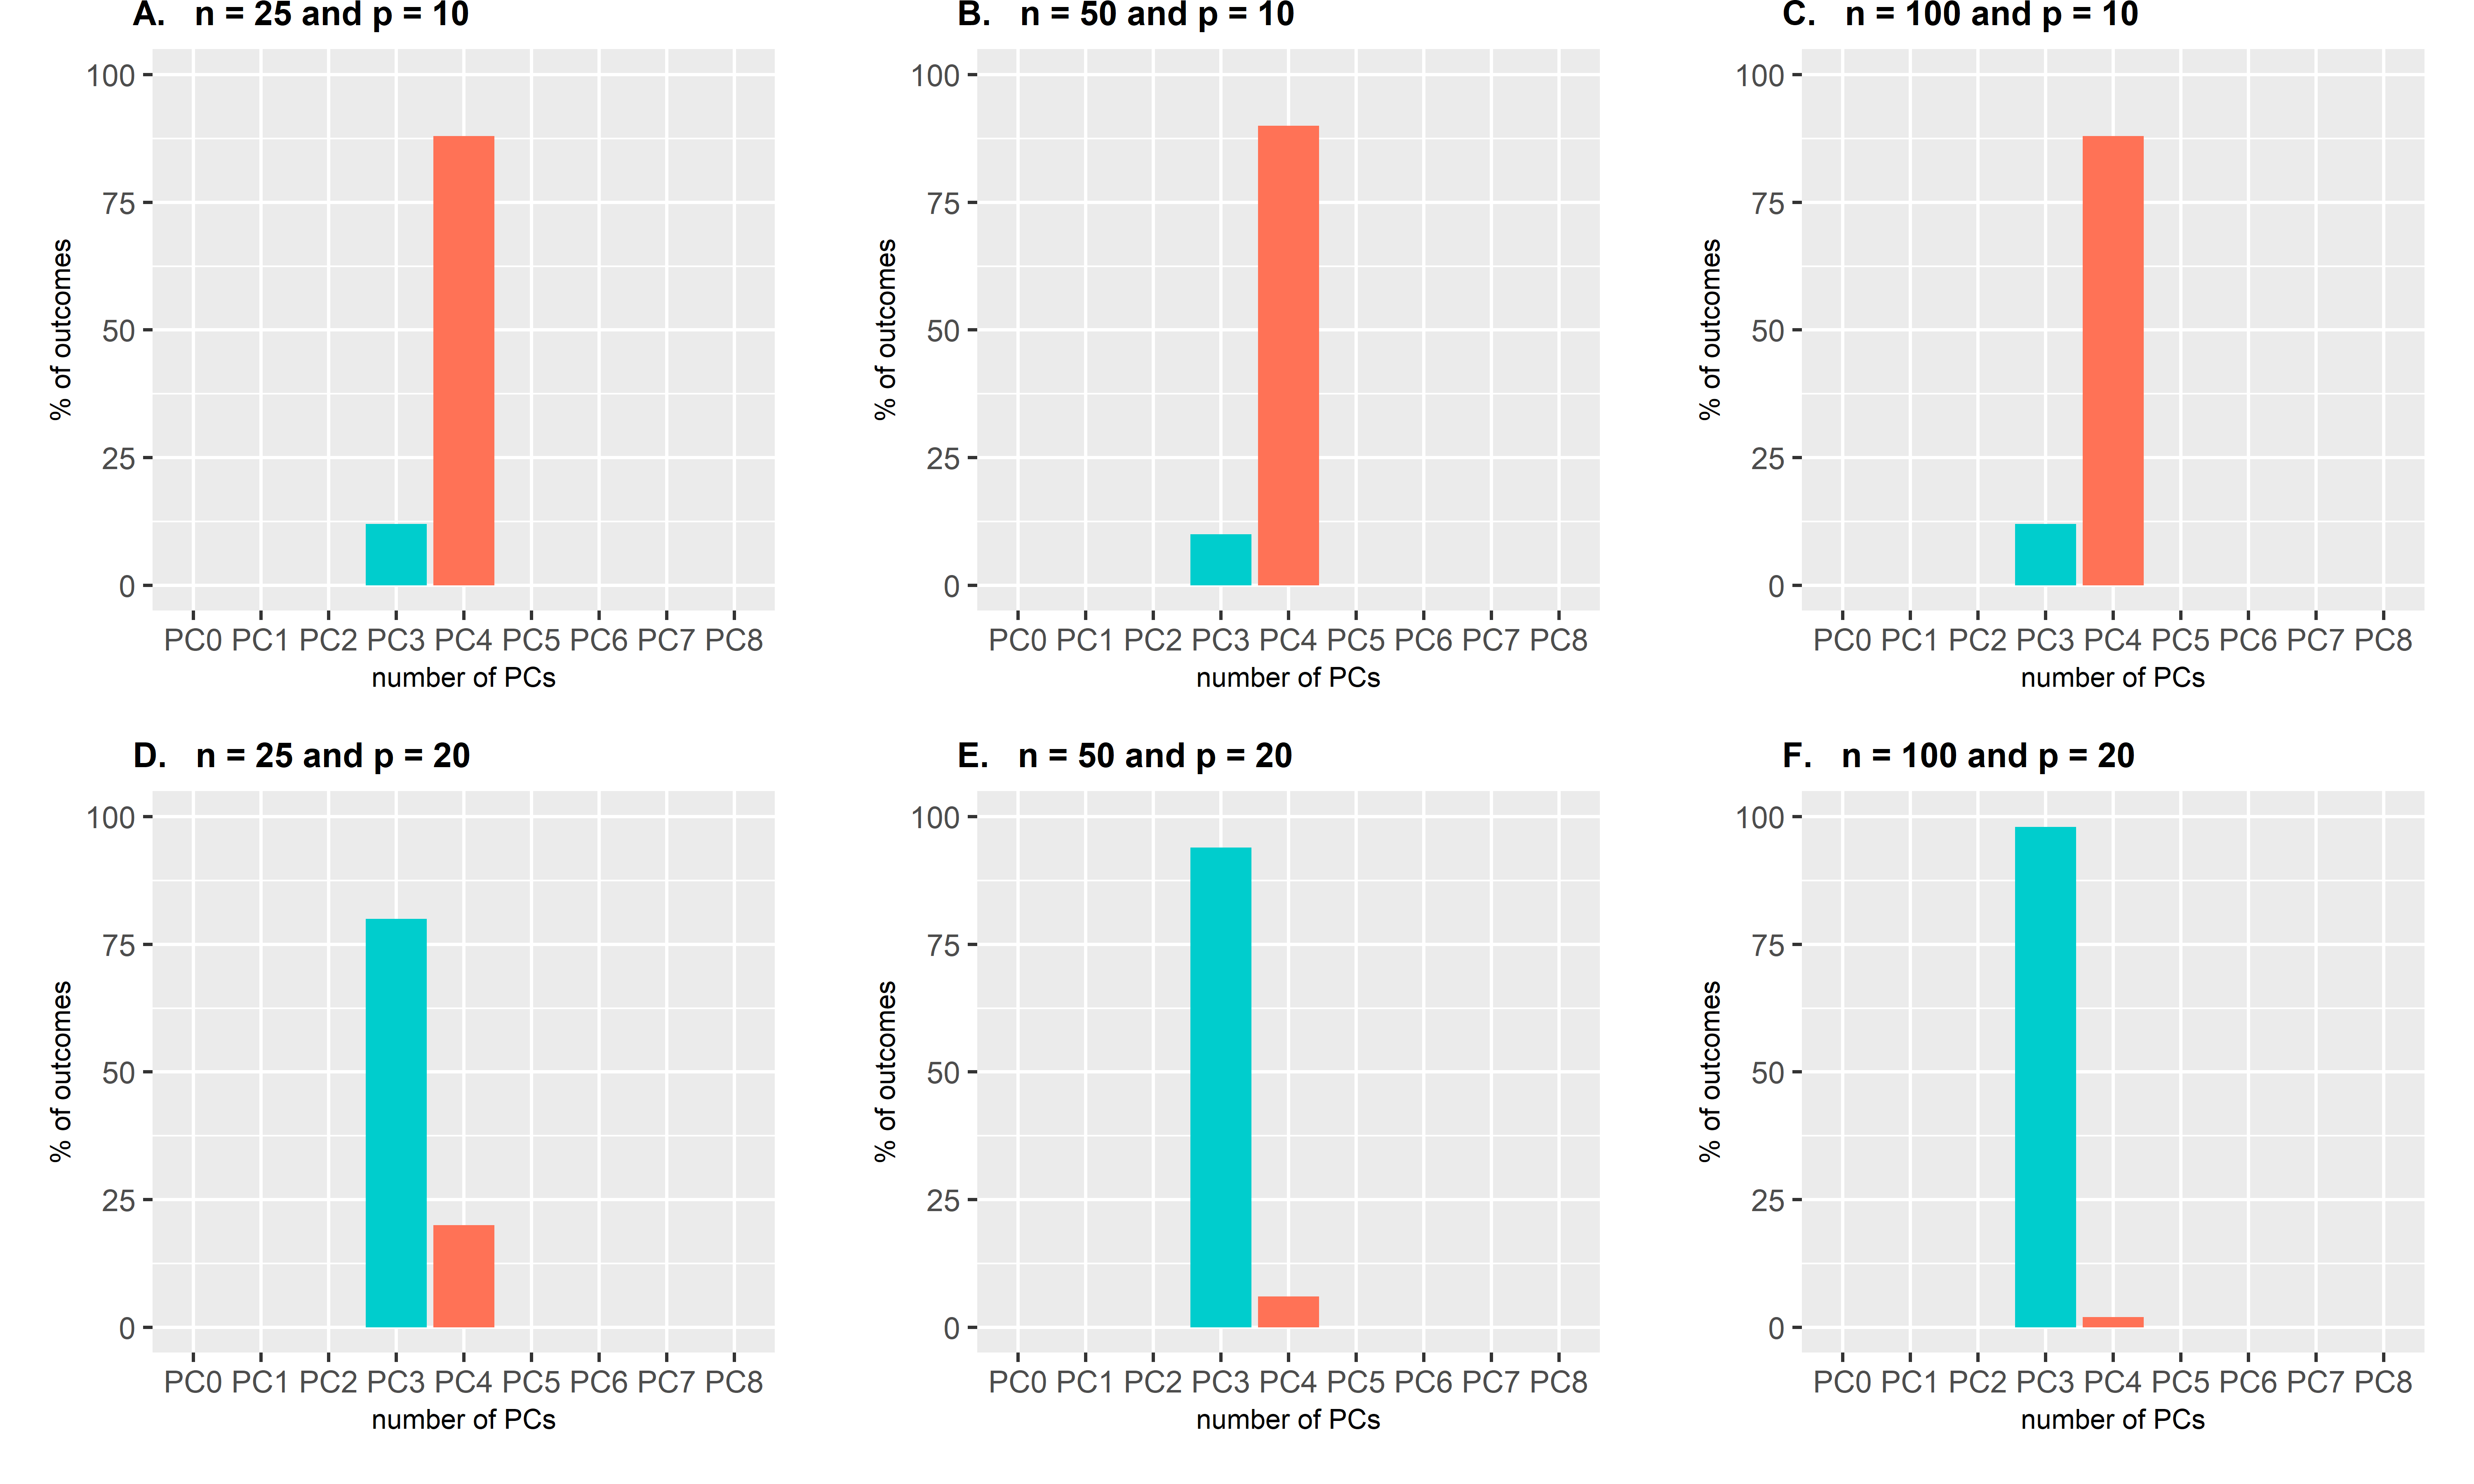 A. n = 25 and p = 10
B. n = 50 and p = 10
C. n = 100 and p = 10
100
75
50
25
0
% of outcomes
PC0 PC1 PC2 PC3 PC4 PC5 PC6 PC7 PC8
number of PCs
100
75
50
25
0
% of outcomes
PC0 PC1 PC2 PC3 PC4 PC5 PC6 PC7 PC8
number of PCs
100
75
50
25
0
% of outcomes
PC0 PC1 PC2 PC3 PC4 PC5 PC6 PC7 PC8
number of PCs
D. n = 25 and p = 20
E. n = 50 and p = 20
F. n = 100 and p = 20
100
75
50
25
0
% of outcomes
PC0 PC1 PC2 PC3 PC4 PC5 PC6 PC7 PC8
number of PCs
100
75
50
25
0
% of outcomes
PC0 PC1 PC2 PC3 PC4 PC5 PC6 PC7 PC8
number of PCs
100
75
50
25
0
% of outcomes
PC0 PC1 PC2 PC3 PC4 PC5 PC6 PC7 PC8
number of PCs